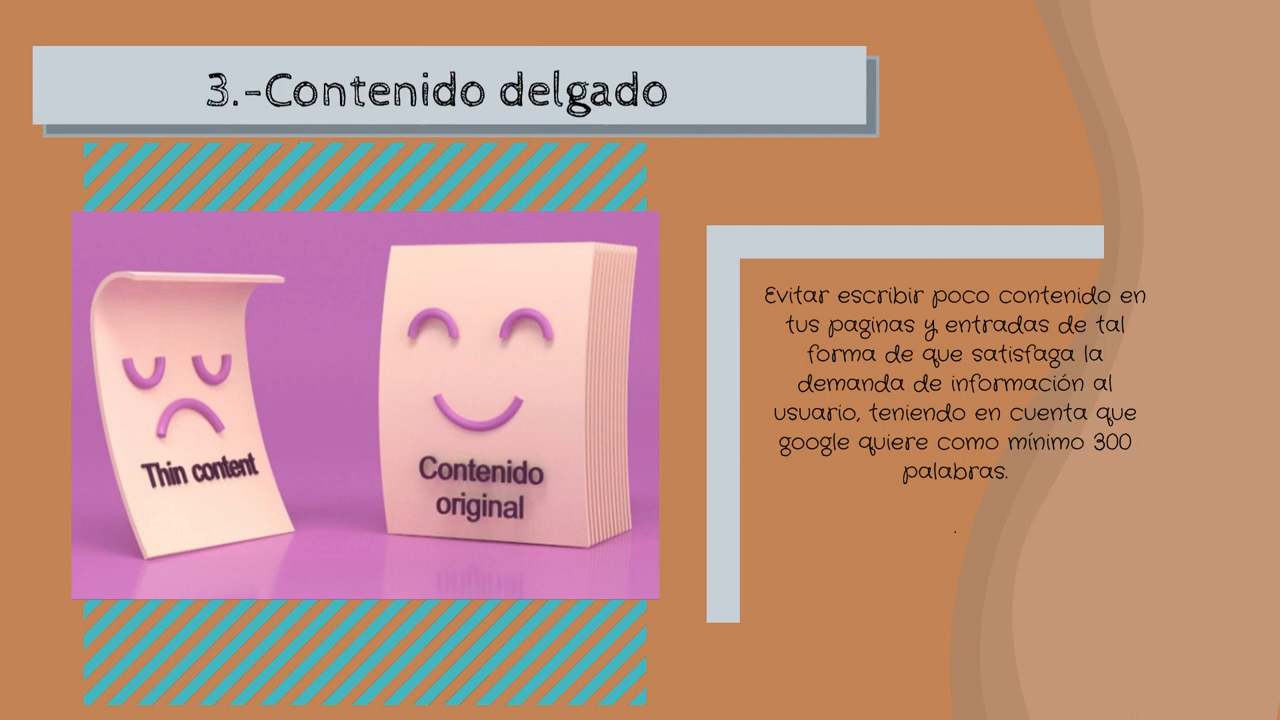 3.-Contenido delgado
Thin content
Contenido
original
Evitar escribir poco contenido en
tus paginas y entradas de tal
forma de que satisfaga la
demanda de información al
usuario, teniendo en cuenta que
google quiere como mínimo 300
palabras.
.